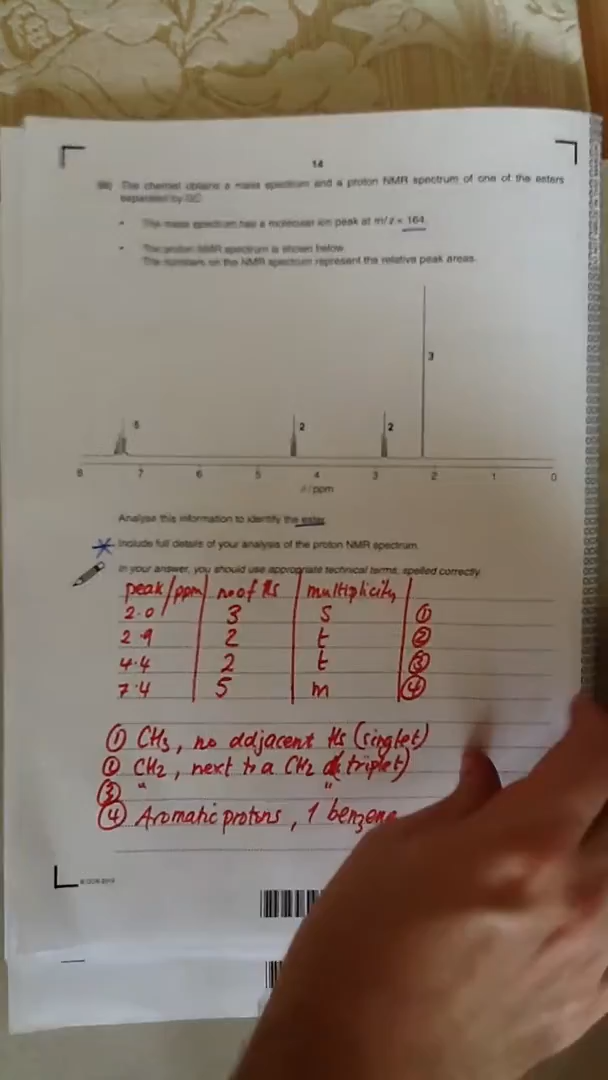 14
The chemist obtains a mass spectrum and a proton NMR spectrum of one of the esters
separated by GC.
• The mass spectrum has a molecular ion peak at m/z = 164.
• The proton NMR spectrum is shown below.
The numbers on the NMR spectrum represent the relative peak areas.
3
5
2
2
8 7 6 5 4 3 2 1 0
δ / ppm
Analyse this information to identify the ester.
Include full details of your analysis of the proton NMR spectrum.
In your answer, you should use appropriate technical terms, spelled correctly.
peak/ppm no of Hs multiplicity
2.0 3 s ①
2.9 2 t ②
4.4 2 t ③
7.4 5 m ④
① CH3, no addjacent Hs (singlet)
② CH2, next to a CH2 (triplet)
③ " "
④ Aromatic protons, 1 benzene